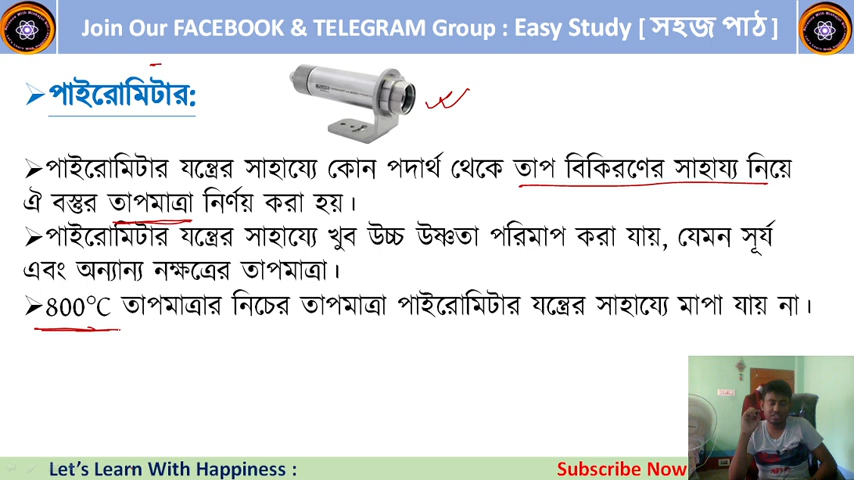 Join Our FACEBOOK & TELEGRAM Group : Easy Study [ সহজ পাঠ ]
পাইরোমিটার:
পাইরোমিটার যন্ত্রের সাহায্যে কোন পদার্থ থেকে তাপ বিকিরণের সাহায্য নিয়ে
ঐ বস্তুর তাপমাত্রা নির্ণয় করা হয়।
পাইরোমিটার যন্ত্রের সাহায্যে খুব উচ্চ উষ্ণতা পরিমাপ করা যায়, যেমন সূর্য
এবং অন্যান্য নক্ষত্রের তাপমাত্রা।
800°C তাপমাত্রার নিচের তাপমাত্রা পাইরোমিটার যন্ত্রের সাহায্যে মাপা যায় না।
Let's Learn With Happiness :
Subscribe Now